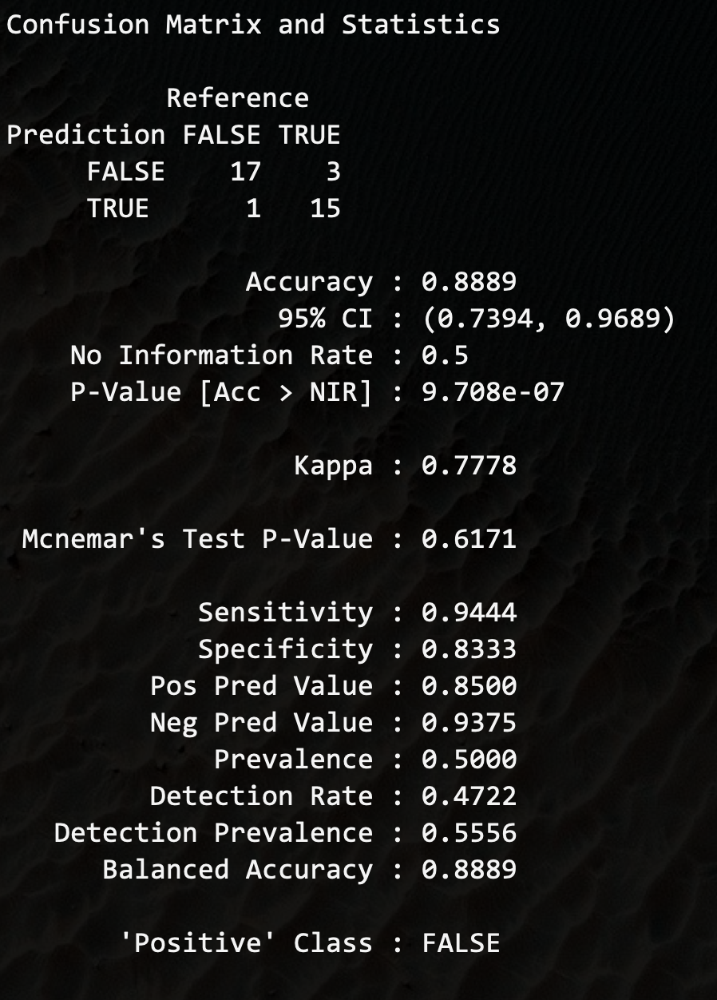 Confusion Matrix and Statistics
Reference
Prediction FALSE TRUE
FALSE 17 3
TRUE 1 15
Accuracy : 0.8889
95% CI : (0.7394, 0.9689)
No Information Rate : 0.5
P-Value [Acc > NIR] : 9.708e-07
Kappa : 0.7778
Mcnemar's Test P-Value : 0.6171
Sensitivity : 0.9444
Specificity : 0.8333
Pos Pred Value : 0.8500
Neg Pred Value : 0.9375
Prevalence : 0.5000
Detection Rate : 0.4722
Detection Prevalence : 0.5556
Balanced Accuracy : 0.8889
'Positive' Class : FALSE